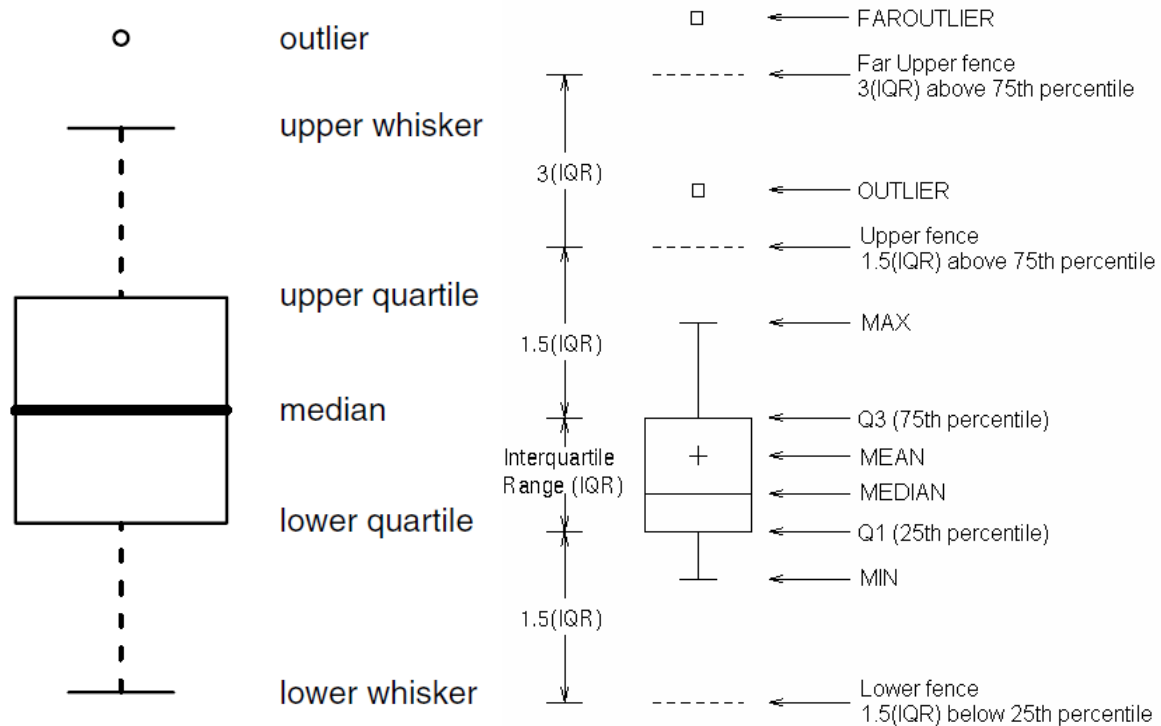 outlier
upper whisker
upper quartile
median
lower quartile
lower whisker
3(IQR)
1.5(IQR)
Interquartile
Range (IQR)
1.5(IQR)
FAROUTLIER
Far Upper fence
3(IQR) above 75th percentile
OUTLIER
Upper fence
1.5(IQR) above 75th percentile
MAX
Q3 (75th percentile)
MEAN
MEDIAN
Q1 (25th percentile)
MIN
Lower fence
1.5(IQR) below 25th percentile